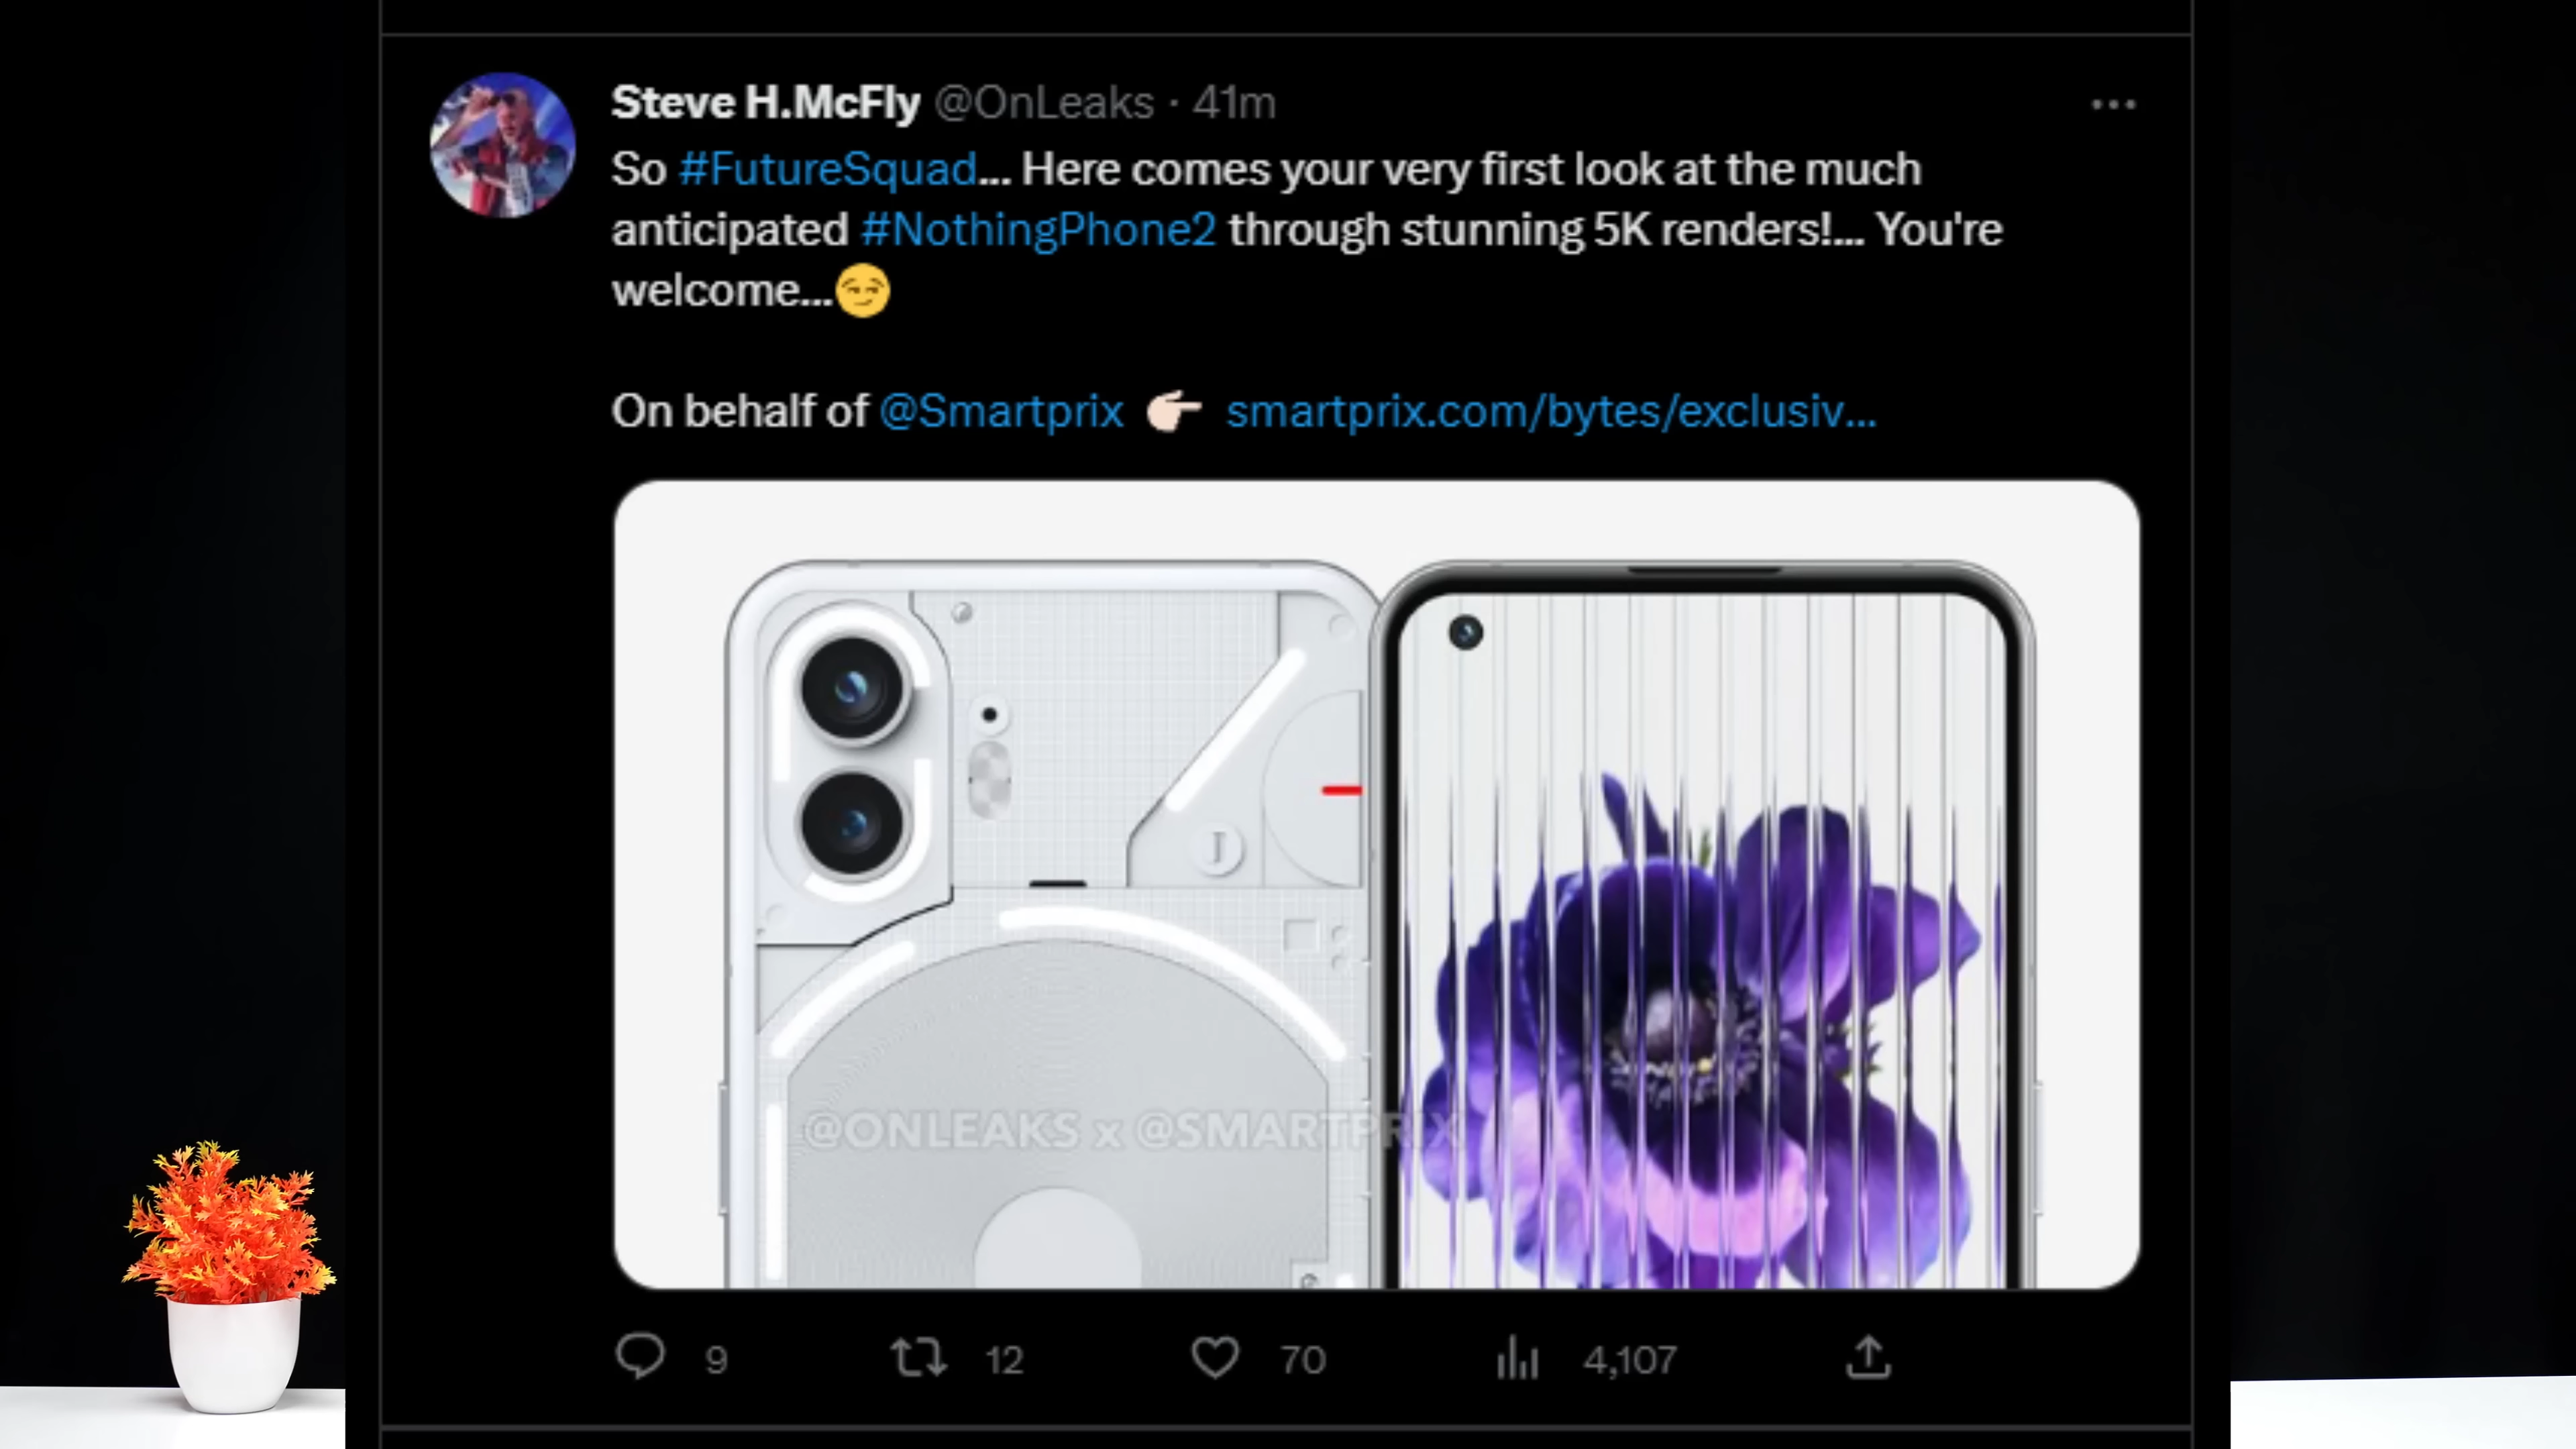 Steve H.McFly @OnLeaks · 41m
So #FutureSquad... Here comes your very first look at the much
anticipated #NothingPhone2 through stunning 5K renders!... You're
welcome...😏
On behalf of @Smartprix 👉🏻 smartprix.com/bytes/exclusiv...
@ONLEAKS x @SMARTPRIX
9 12 70 4,107